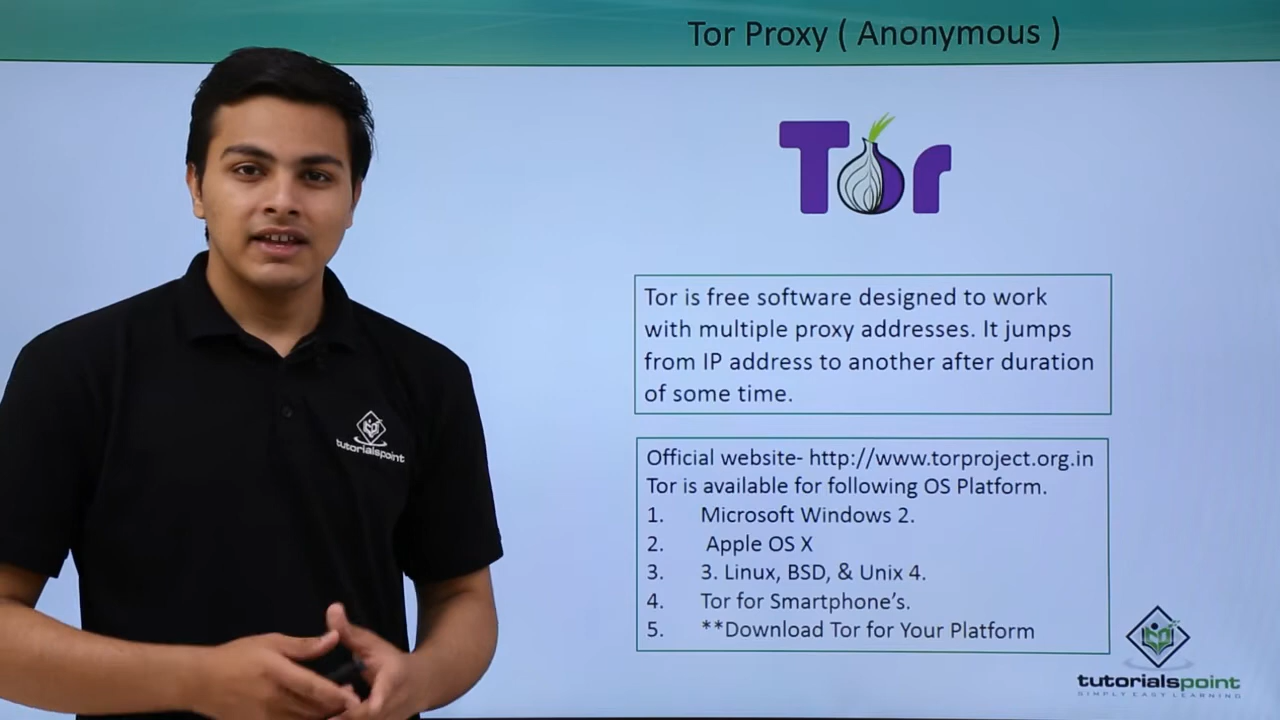 Tor Proxy ( Anonymous )
Tor
Tor is free software designed to work
with multiple proxy addresses. It jumps
from IP address to another after duration
of some time.
Official website- http://www.torproject.org.in
Tor is available for following OS Platform.
1. Microsoft Windows 2.
2. Apple OS X
3. 3. Linux, BSD, & Unix 4.
4. Tor for Smartphone's.
5. **Download Tor for Your Platform
tutorialspoint
tutorialspoint
SIMPLY EASY LEARNING